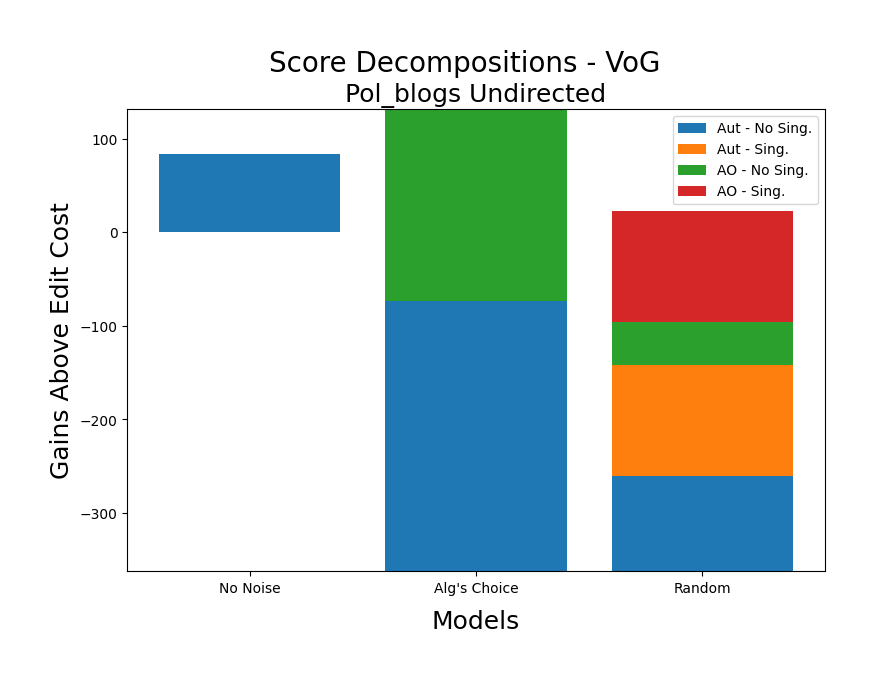 Score Decompositions - VoG
Pol_blogs Undirected
Aut - No Sing.
Aut - Sing.
AO - No Sing.
AO - Sing.
Gains Above Edit Cost
100
0
−100
−200
−300
No Noise
Alg's Choice
Random
Models